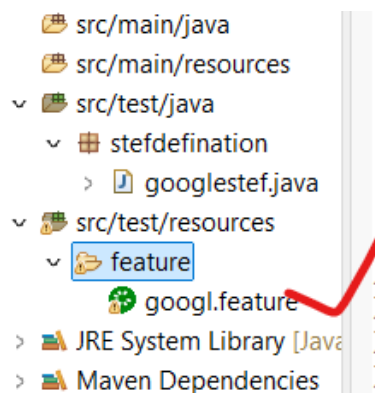 src/main/java
src/main/resources
src/test/java
stefdefination
googlestef.java
src/test/resources
feature
googl.feature
JRE System Library [Java
Maven Dependencies